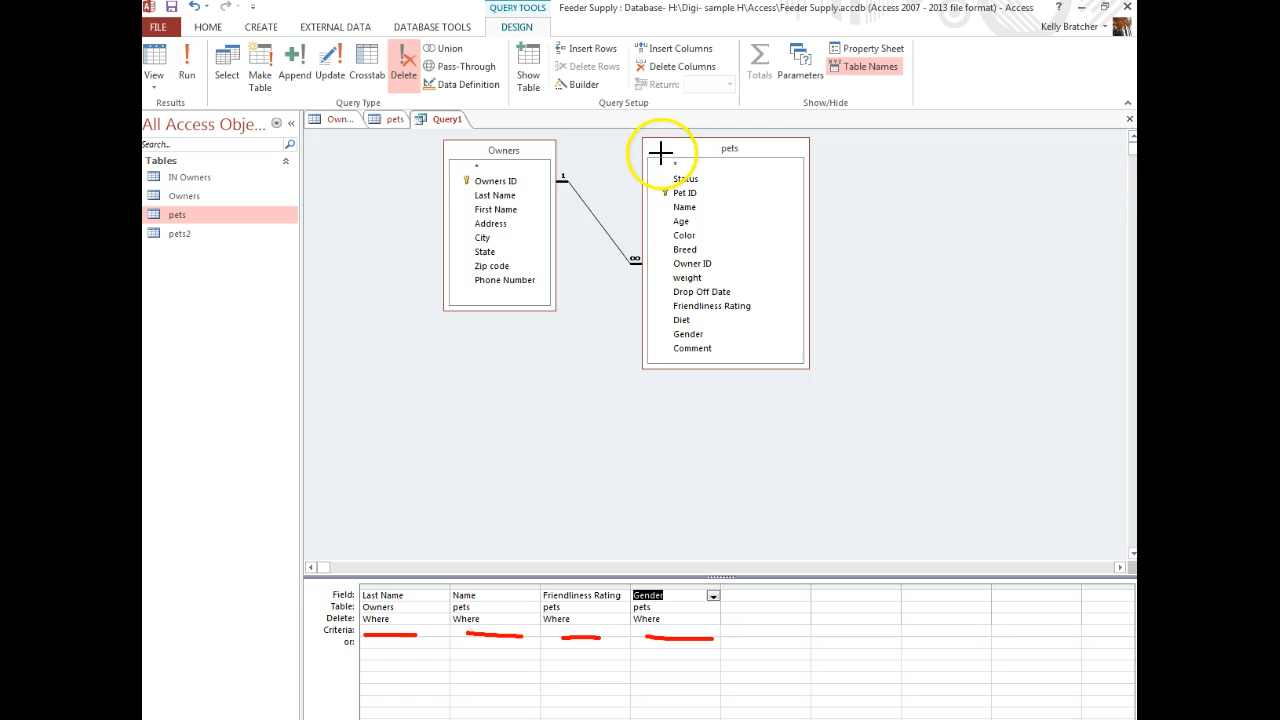 QUERY TOOLS
Feeder Supply : Database- H:\Digi- sample H\Access\Feeder Supply.accdb (Access 2007 - 2013 file format) - Access
FILE HOME CREATE EXTERNAL DATA DATABASE TOOLS DESIGN
Kelly Bratcher
View
Run
Results
Select
Make Table
Append
Update
Crosstab
Delete
Union
Pass-Through
Data Definition
Query Type
Show Table
Insert Rows
Delete Rows
Builder
Insert Columns
Delete Columns
Return:
Query Setup
Totals
Parameters
Property Sheet
Table Names
Show/Hide
All Access Obje... «
Search...
Tables
IN Owners
Owners
pets
pets2
Own... pets Query1
Owners
*
Owners ID
Last Name
First Name
Address
City
State
Zip code
Phone Number
1
∞
pets
*
Status
Pet ID
Name
Age
Color
Breed
Owner ID
weight
Drop Off Date
Friendliness Rating
Diet
Gender
Comment
Field: Last Name Name Friendliness Rating Gender
Table: Owners pets pets pets
Delete: Where Where Where Where
Criteria:
or: